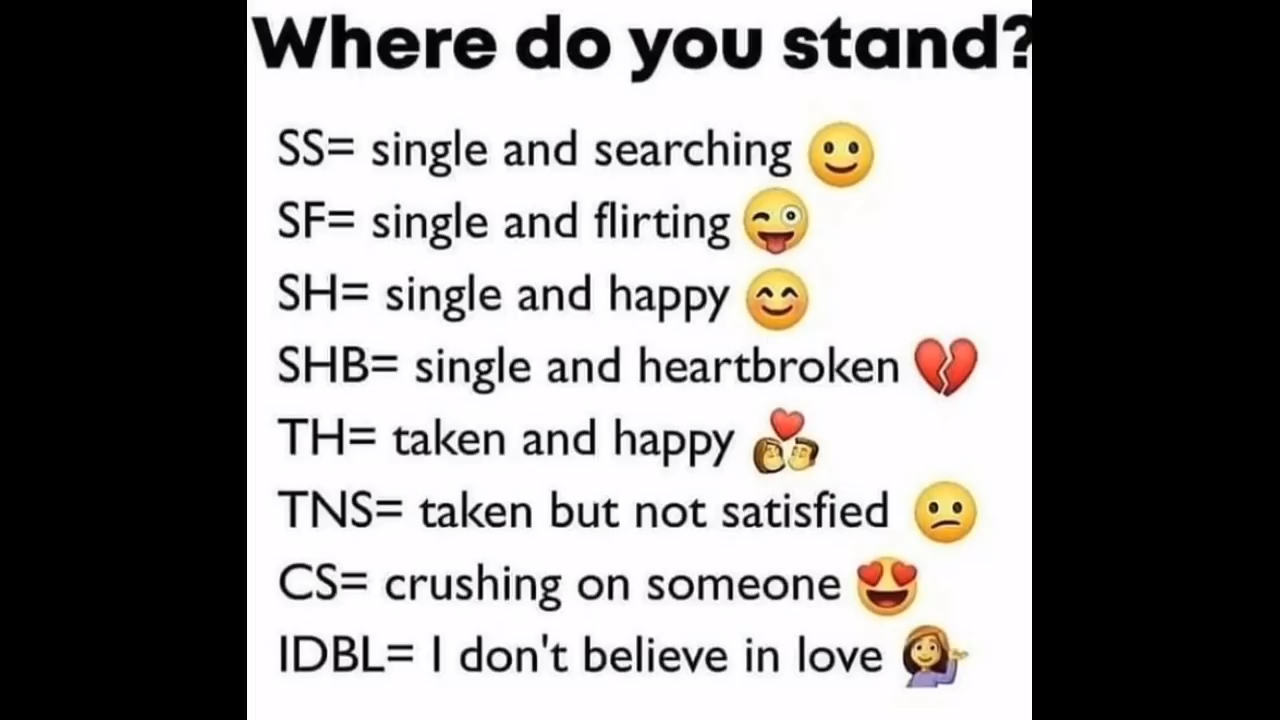 Where do you stand?
SS= single and searching 🙂
SF= single and flirting 😜
SH= single and happy 😊
SHB= single and heartbroken 💔
TH= taken and happy 💏
TNS= taken but not satisfied 😕
CS= crushing on someone 😍
IDBL= I don't believe in love 💁‍♀️